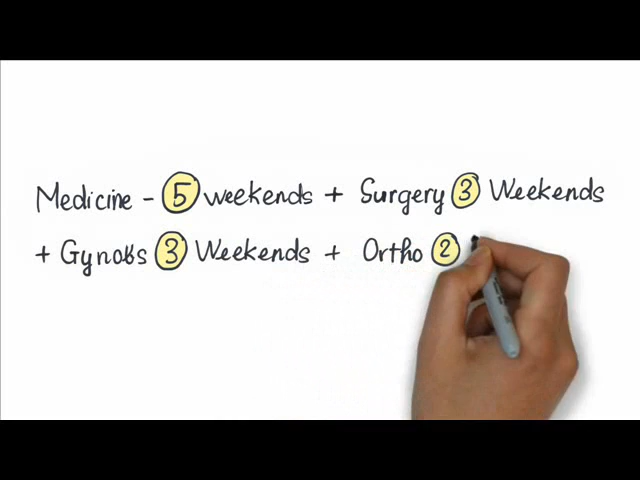 Medicine - 5 weekends + Surgery 3 Weekends
+ Gynobs 3 Weekends + Ortho 2